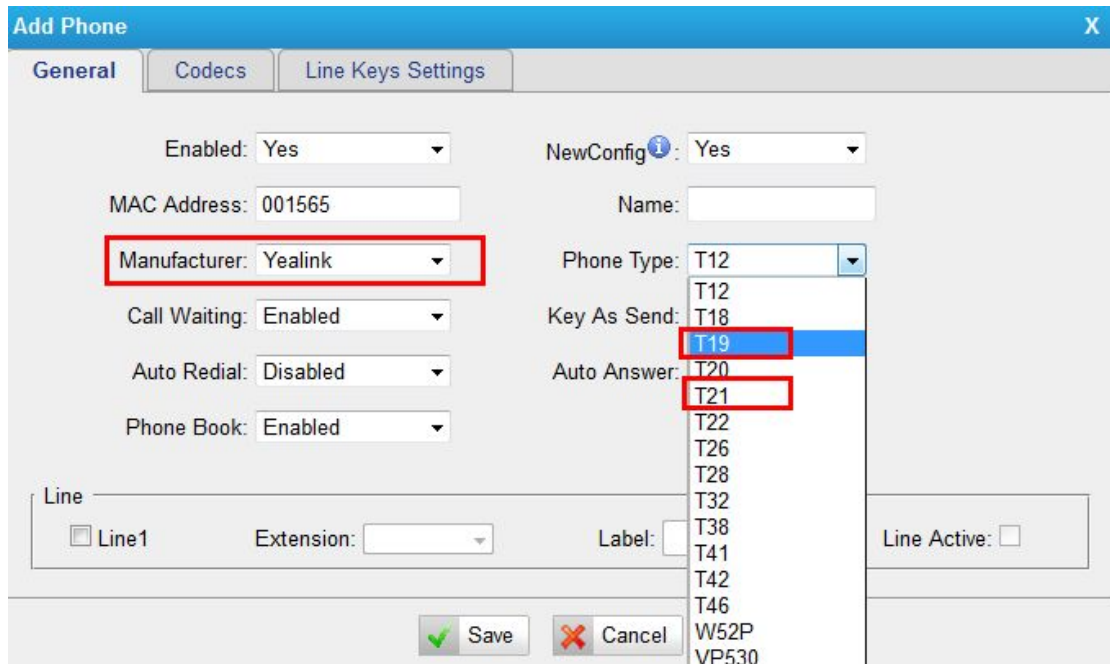 Add Phone X
General Codecs Line Keys Settings
Enabled: Yes NewConfig i : Yes
MAC Address: 001565 Name:
Manufacturer: Yealink Phone Type: T12
T12
Call Waiting: Enabled Key As Send: T18
T19
Auto Redial: Disabled Auto Answer: T20
T21
Phone Book: Enabled T22
T26
T28
Line T32
Line1 Extension: Label: T38 Line Active:
T41
T42
T46
Save Cancel W52P
VP530